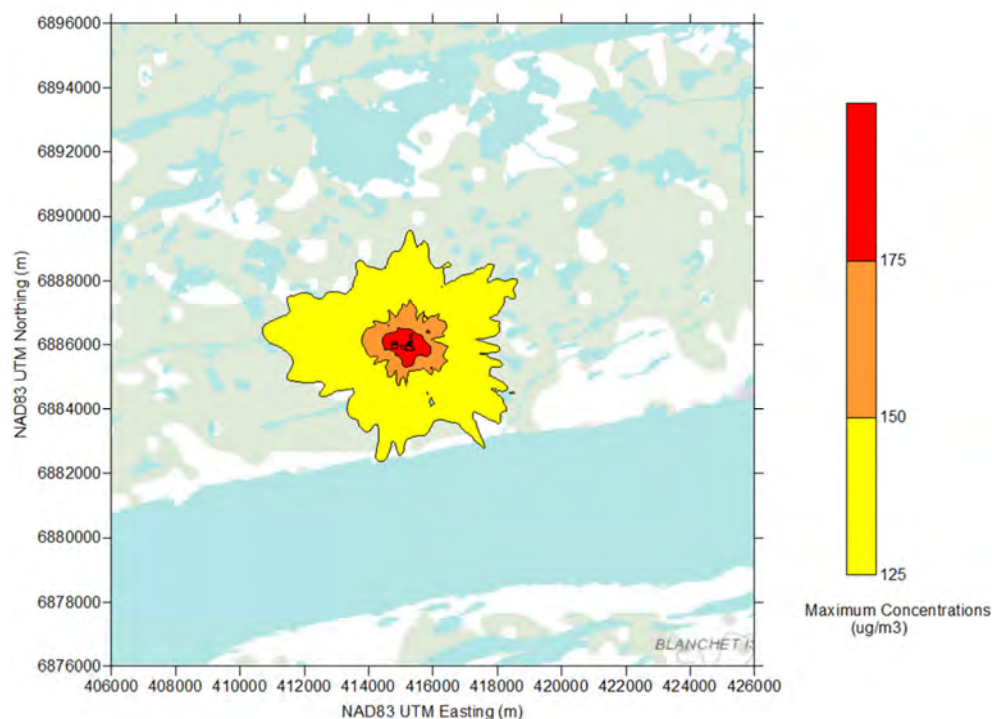 6896000
6894000
6892000
6890000
6888000
6886000
6884000
6882000
6880000
6878000
6876000
NAD83 UTM Northing (m)
406000 408000 410000 412000 414000 416000 418000 420000 422000 424000 426000
NAD83 UTM Easting (m)
BLANCHET IS
175
150
125
Maximum Concentrations
(ug/m3)